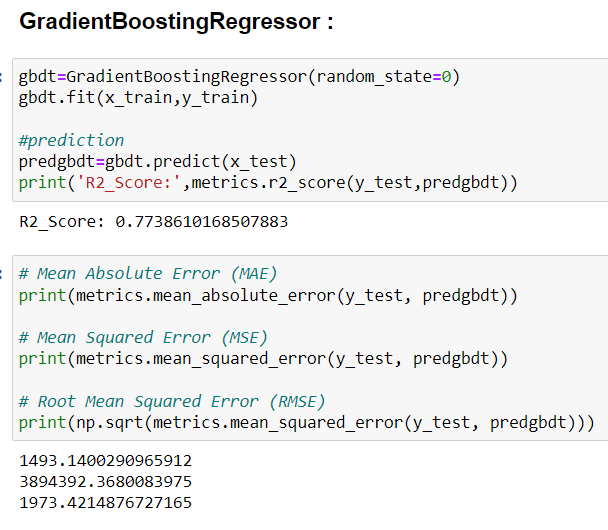 GradientBoostingRegressor :
gbdt=GradientBoostingRegressor(random_state=0)
gbdt.fit(x_train,y_train)
#prediction
predgbdt=gbdt.predict(x_test)
print('R2_Score:',metrics.r2_score(y_test,predgbdt))
R2_Score: 0.7738610168507883
# Mean Absolute Error (MAE)
print(metrics.mean_absolute_error(y_test, predgbdt))
# Mean Squared Error (MSE)
print(metrics.mean_squared_error(y_test, predgbdt))
# Root Mean Squared Error (RMSE)
print(np.sqrt(metrics.mean_squared_error(y_test, predgbdt)))
1493.1400290965912
3894392.3680083975
1973.4214876727165